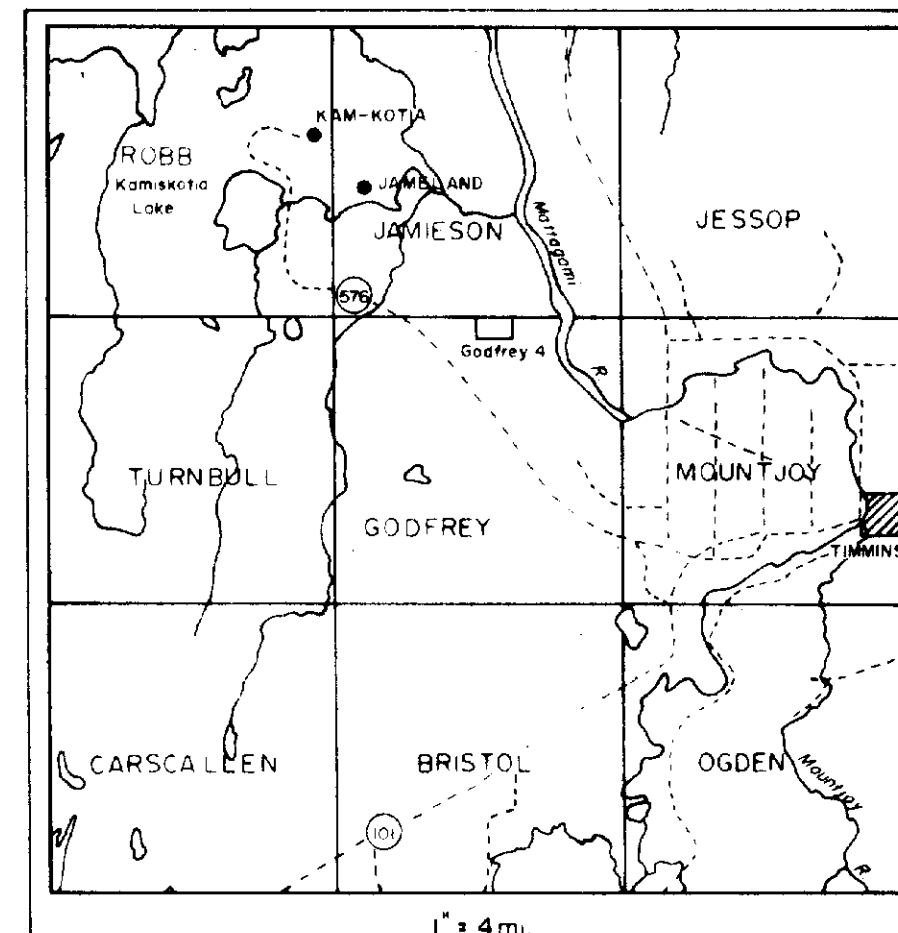 KAM-KOTIA
ROBB
Kamiskotia
Lake
JAMELAND
JAMIESON
Mattagami
R.
JESSOP
576
Godfrey 4
TURNBULL
GODFREY
MOUNTJOY
TIMMINS
CARSCALLEN
BRISTOL
OGDEN
Mountjoy
R.
101
1" = 4 mi.